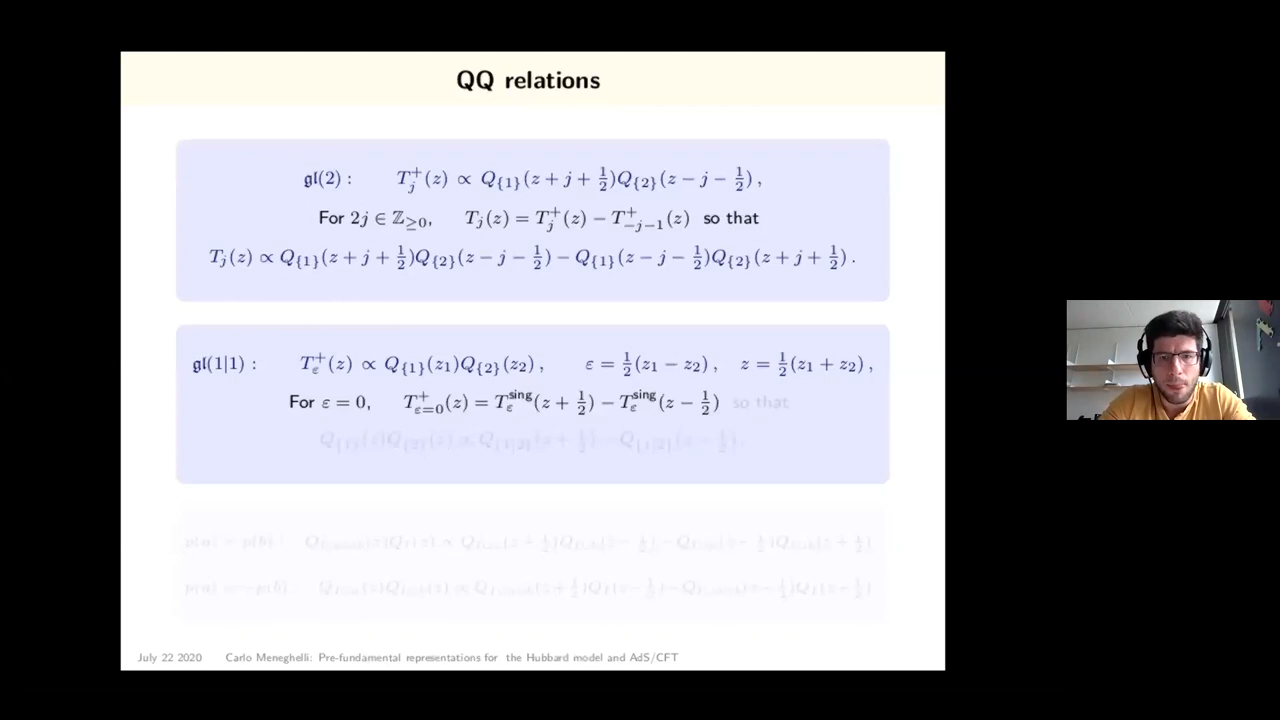 QQ relations
𝔤𝔩(2) : T_j^+(z) ∝ Q_{1}(z + j + 1/2)Q_{2}(z − j − 1/2) ,
For 2j ∈ ℤ≥0, T_j(z) = T_j^+(z) − T_{−j−1}^+(z) so that
T_j(z) ∝ Q_{1}(z + j + 1/2)Q_{2}(z − j − 1/2) − Q_{1}(z − j − 1/2)Q_{2}(z + j + 1/2) .
𝔤𝔩(1|1) : T_ε^+(z) ∝ Q_{1}(z_1)Q_{2}(z_2) , ε = 1/2(z_1 − z_2) , z = 1/2(z_1 + z_2) ,
For ε = 0, T_{ε=0}^+(z) = T_ε^sing(z + 1/2) − T_ε^sing(z − 1/2) so that
July 22 2020 Carlo Meneghelli: Pre-fundamental representations for the Hubbard model and AdS/CFT